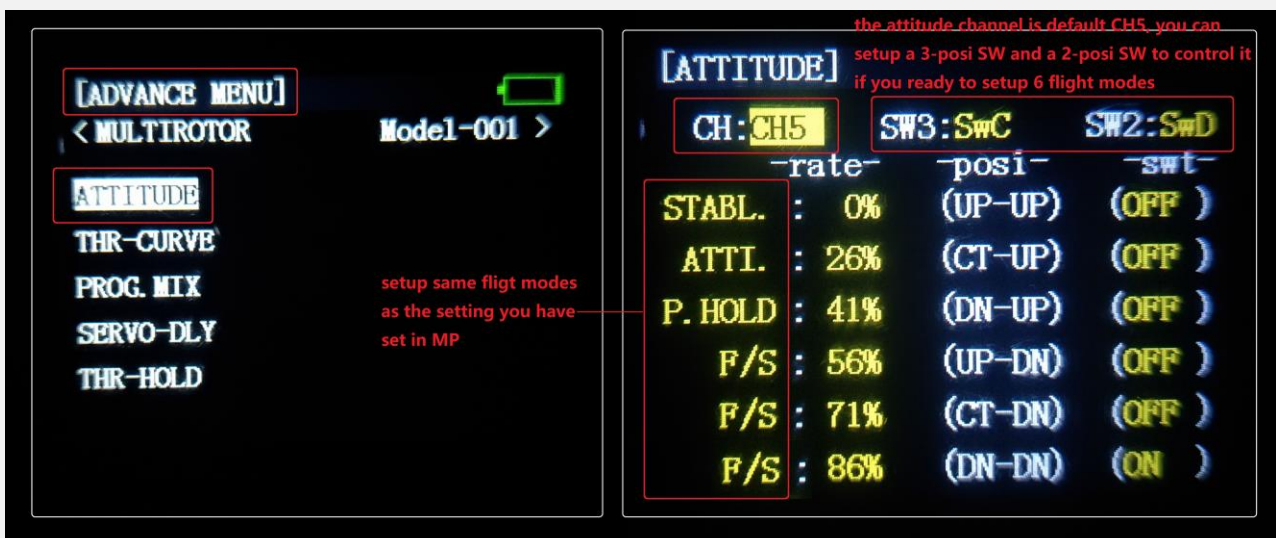 [ADVANCE MENU]
< MULTIROTOR Model-001 >
ATTITUDE
THR-CURVE
PROG.MIX
SERVO-DLY
THR-HOLD
setup same fligt modes
as the setting you have
set in MP
the attitude channel is default CH5, you can
setup a 3-posi SW and a 2-posi SW to control it
if you ready to setup 6 flight modes
[ATTITUDE]
CH:CH5 SW3:SwC SW2:SwD
-rate- -posi- -swt-
STABL. : 0% (UP-UP) (OFF )
ATTI. : 26% (CT-UP) (OFF )
P.HOLD : 41% (DN-UP) (OFF )
F/S : 56% (UP-DN) (OFF )
F/S : 71% (CT-DN) (OFF )
F/S : 86% (DN-DN) (ON )